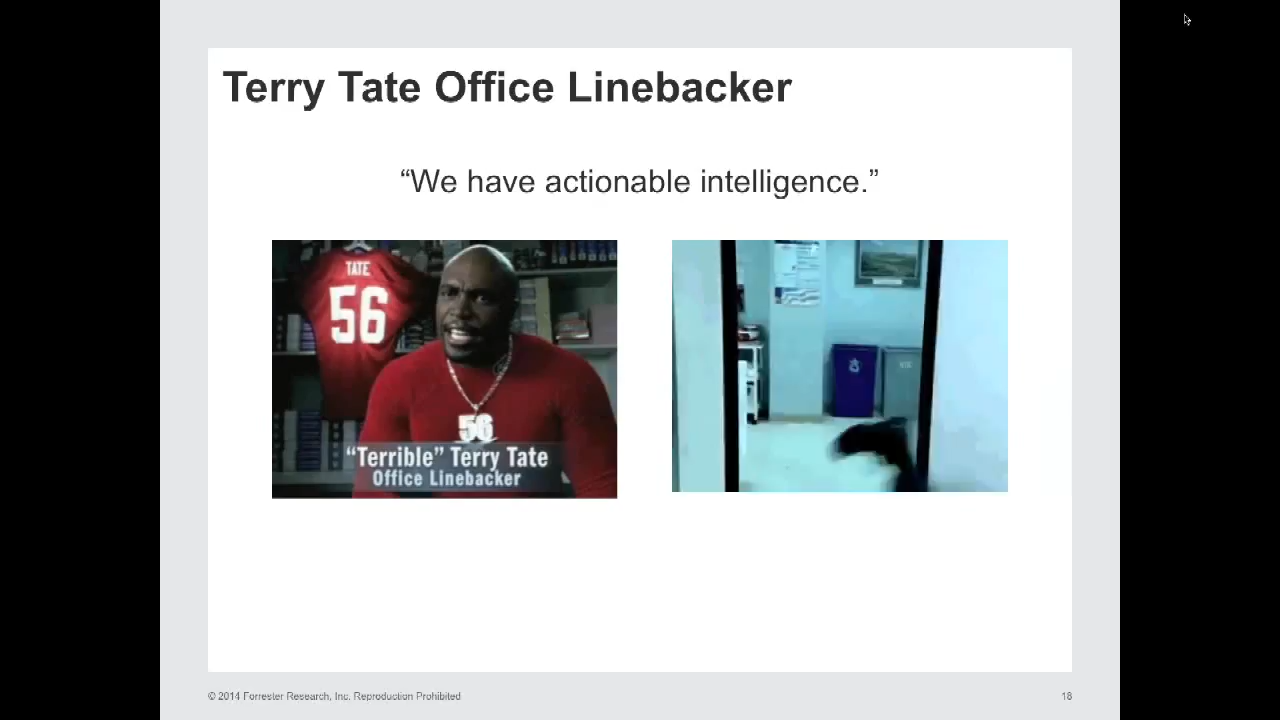 Terry Tate Office Linebacker
“We have actionable intelligence.”
TATE
56
56
“Terrible” Terry Tate
Office Linebacker
© 2014 Forrester Research, Inc. Reproduction Prohibited
18